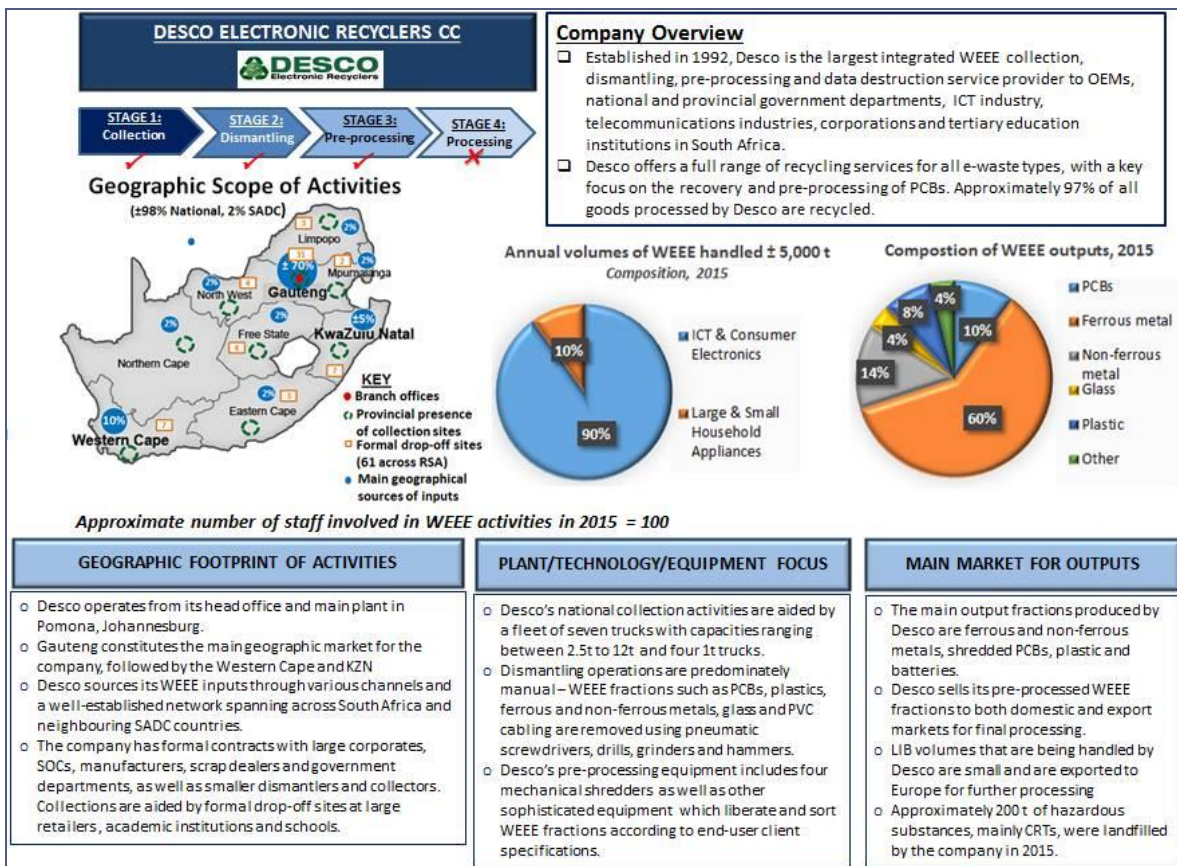 DESCO ELECTRONIC RECYCLERS CC
DESCO
Electronic Recyclers
STAGE 1:
Collection
STAGE 2:
Dismantling
STAGE 3:
Pre-processing
STAGE 4:
Processing
Company Overview
Established in 1992, Desco is the largest integrated WEEE collection,
dismantling, pre-processing and data destruction service provider to OEMs,
national and provincial government departments, ICT industry,
telecommunications industries, corporations and tertiary education
institutions in South Africa.
Desco offers a full range of recycling services for all e-waste types, with a key
focus on the recovery and pre-processing of PCBs. Approximately 97% of all
goods processed by Desco are recycled.
Geographic Scope of Activities
(±98% National, 2% SADC)
3
2%
Limpopo
31
± 70%
2
2%
Mpumalanga
Gauteng
2%
4
North West
2%
Northern Cape
2%
Free State
4
±5%
KwaZulu Natal
7
2%
3
Eastern Cape
10%
7
Western Cape
KEY
Branch offices
Provincial presence
of collection sites
Formal drop-off sites
(61 across RSA)
Main geographical
sources of inputs
Annual volumes of WEEE handled ± 5,000 t
Composition, 2015
10%
90%
ICT & Consumer
Electronics
Large & Small
Household
Appliances
Compostion of WEEE outputs, 2015
4%
8%
10%
4%
14%
60%
PCBs
Ferrous metal
Non-ferrous
metal
Glass
Plastic
Other
Approximate number of staff involved in WEEE activities in 2015 = 100
GEOGRAPHIC FOOTPRINT OF ACTIVITIES
Desco operates from its head office and main plant in
Pomona, Johannesburg.
Gauteng constitutes the main geographic market for the
company, followed by the Western Cape and KZN
Desco sources its WEEE inputs through various channels and
a well-established network spanning across South Africa and
neighbouring SADC countries.
The company has formal contracts with large corporates,
SOCs, manufacturers, scrap dealers and government
departments, as well as smaller dismantlers and collectors.
Collections are aided by formal drop-off sites at large
retailers, academic institutions and schools.
PLANT/TECHNOLOGY/EQUIPMENT FOCUS
Desco's national collection activities are aided by
a fleet of seven trucks with capacities ranging
between 2.5t to 12t and four 1t trucks.
Dismantling operations are predominately
manual – WEEE fractions such as PCBs, plastics,
ferrous and non-ferrous metals, glass and PVC
cabling are removed using pneumatic
screwdrivers, drills, grinders and hammers.
Desco's pre-processing equipment includes four
mechanical shredders as well as other
sophisticated equipment which liberate and sort
WEEE fractions according to end-user client
specifications.
MAIN MARKET FOR OUTPUTS
The main output fractions produced by
Desco are ferrous and non-ferrous
metals, shredded PCBs, plastic and
batteries.
Desco sells its pre-processed WEEE
fractions to both domestic and export
markets for final processing.
LIB volumes that are being handled by
Desco are small and are exported to
Europe for further processing
Approximately 200 t of hazardous
substances, mainly CRTs, were landfilled
by the company in 2015.